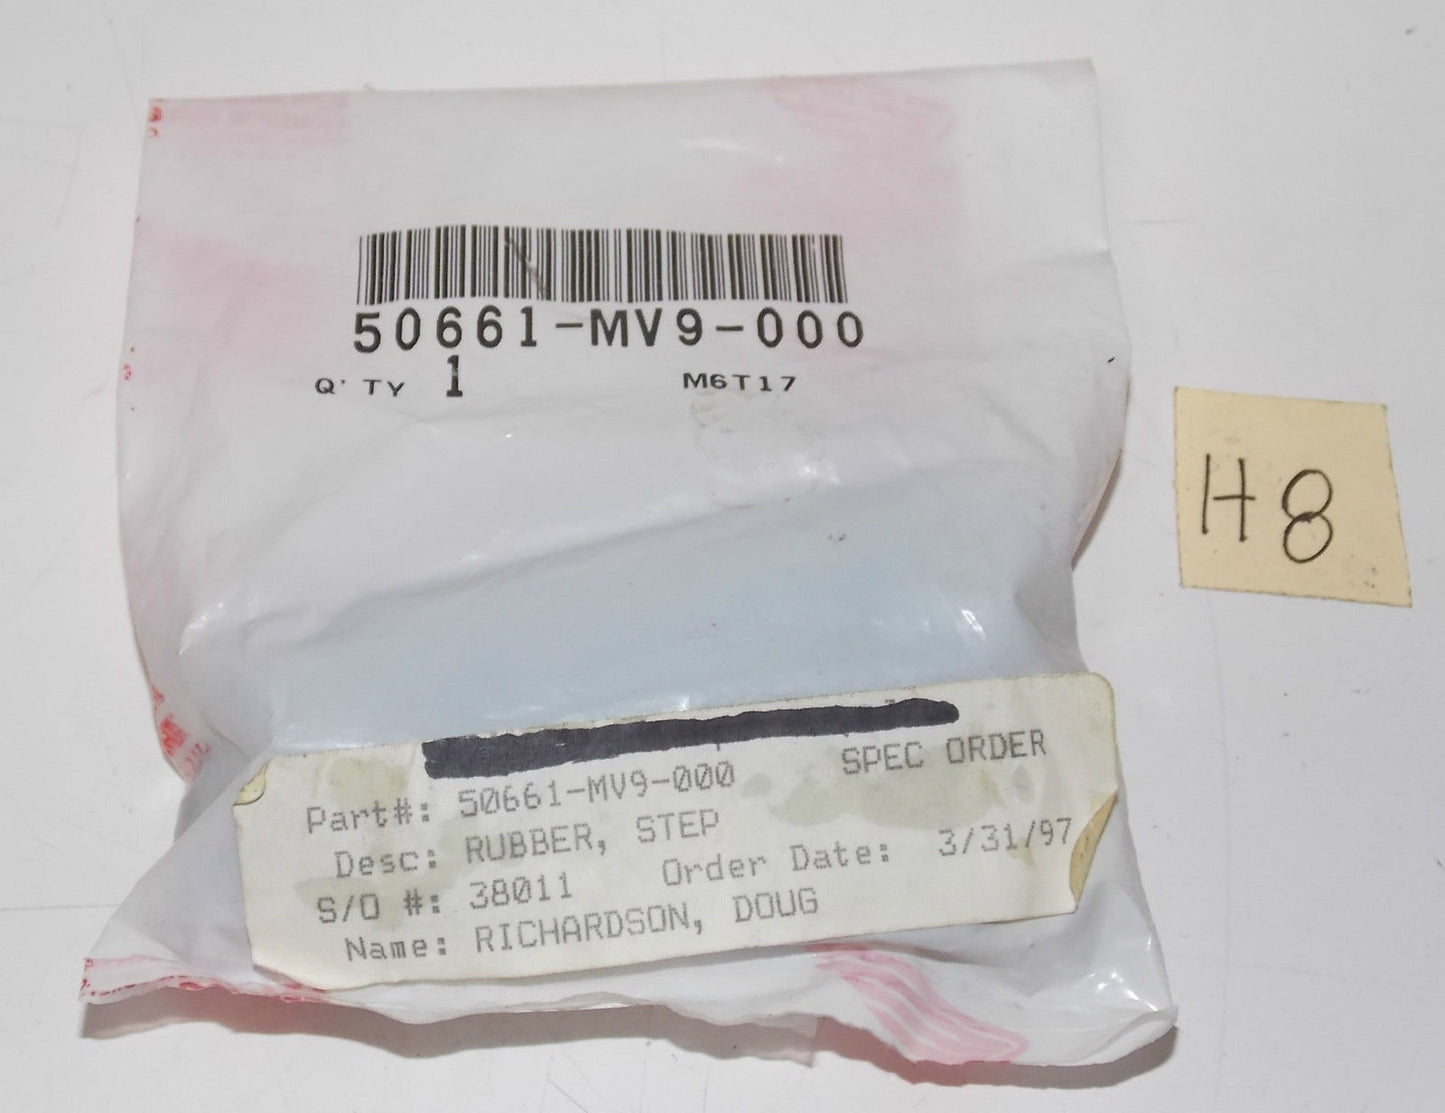 50661-MV9-000
Q'TY 1 M6T17
H8
SPEC ORDER
Part#: 50661-MV9-000
Desc: RUBBER, STEP
S/O #: 38011 Order Date: 3/31/97
Name: RICHARDSON, DOUG